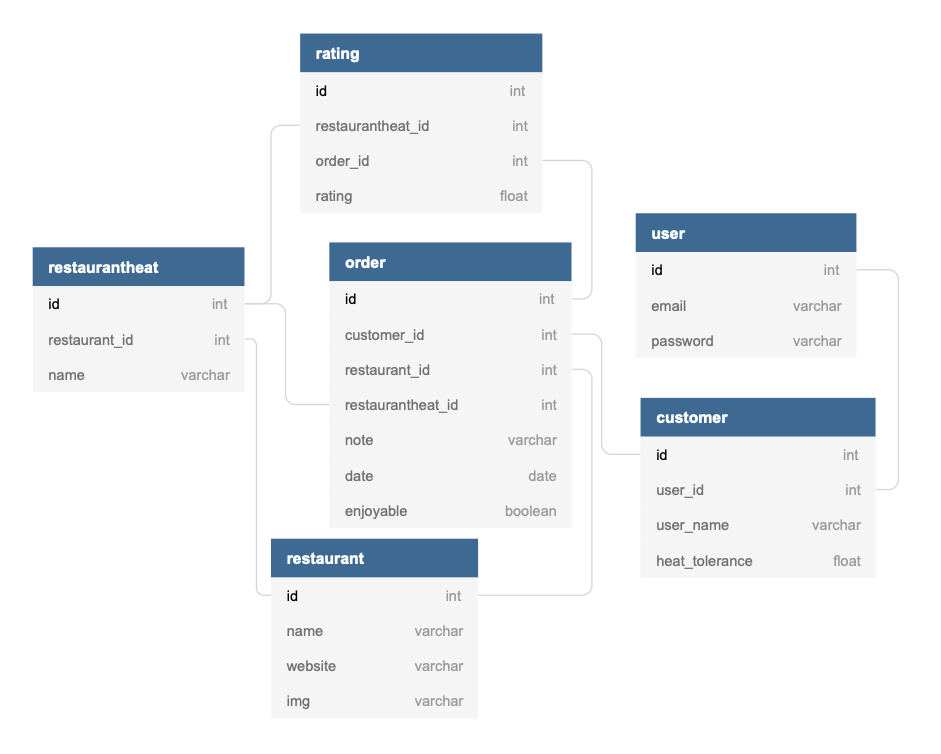 rating
id int
restaurantheat_id int
order_id int
rating float
user
id int
email varchar
password varchar
restaurantheat
id int
restaurant_id int
name varchar
order
id int
customer_id int
restaurant_id int
restaurantheat_id int
note varchar
date date
enjoyable boolean
customer
id int
user_id int
user_name varchar
heat_tolerance float
restaurant
id int
name varchar
website varchar
img varchar